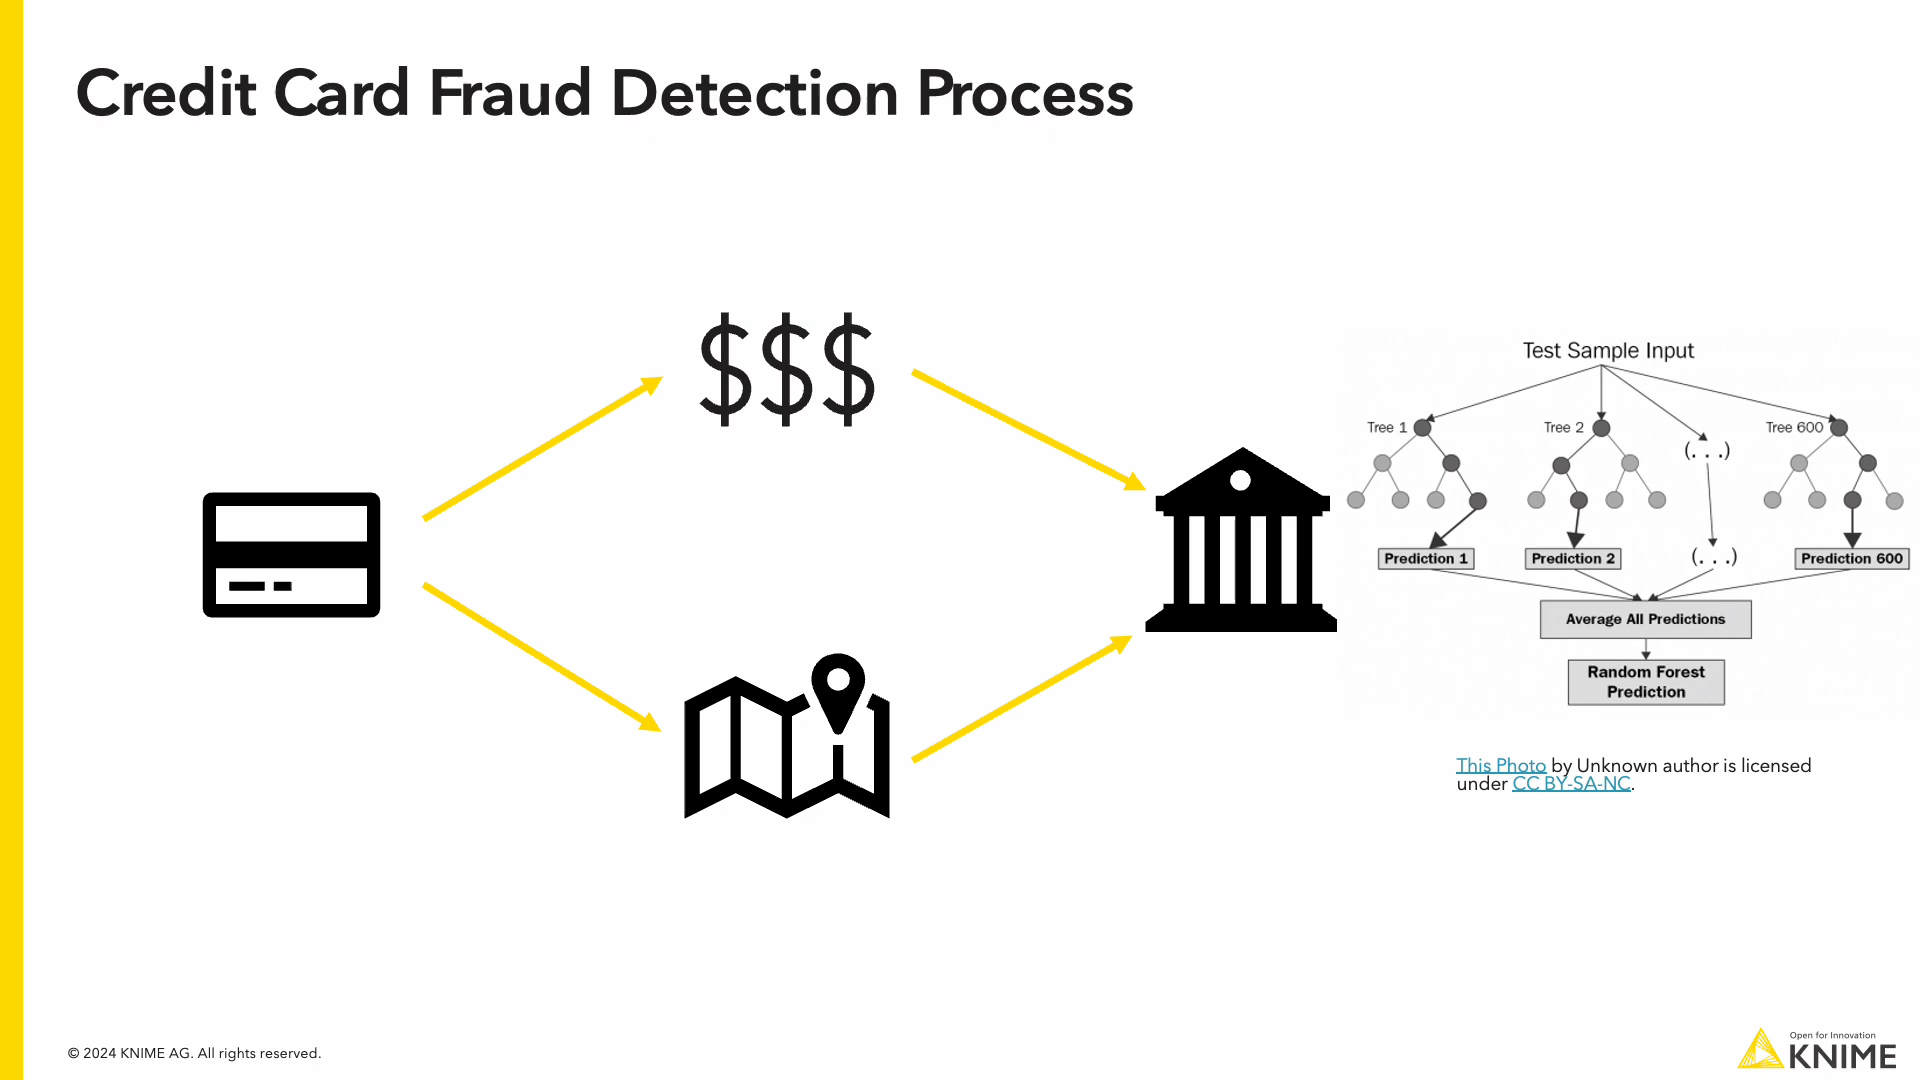 Credit Card Fraud Detection Process
$$$
Test Sample Input
Tree 1
Tree 2
(. . .)
Tree 600
Prediction 1
Prediction 2
(. . .)
Prediction 600
Average All Predictions
Random Forest
Prediction
This Photo by Unknown author is licensed
under CC BY-SA-NC.
© 2024 KNIME AG. All rights reserved.
Open for Innovation
KNIME